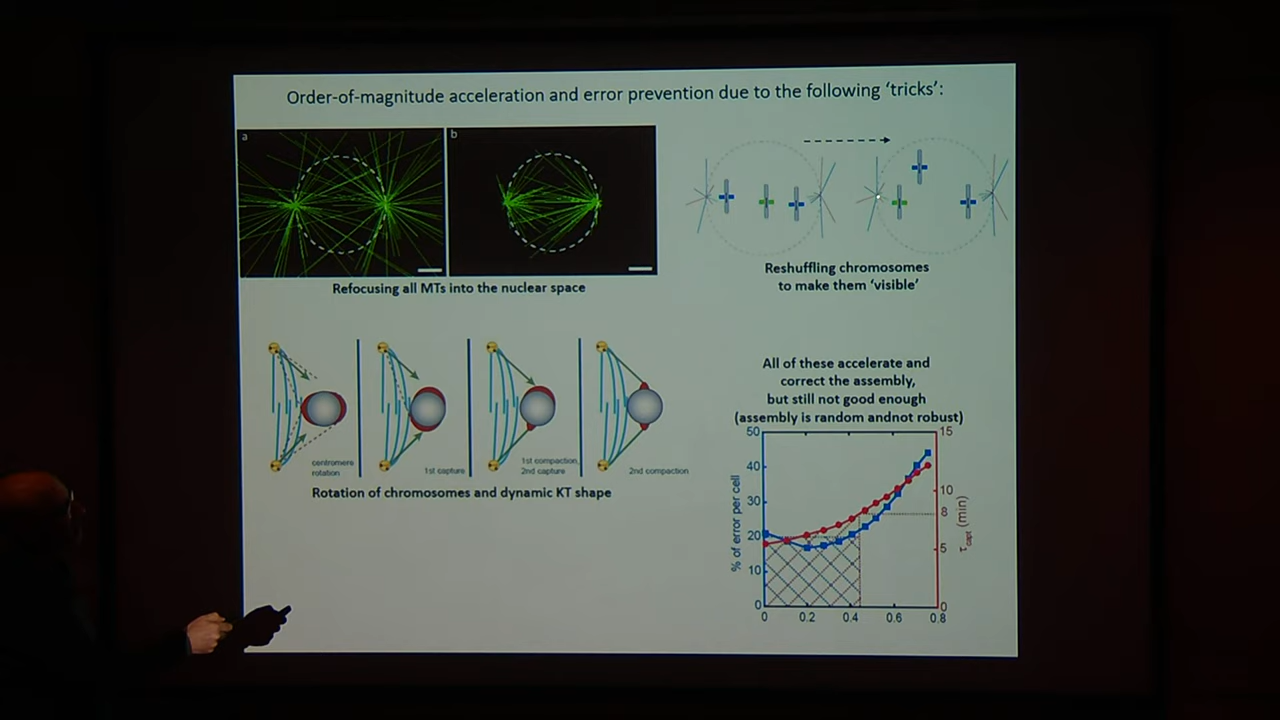 Order-of-magnitude acceleration and error prevention due to the following 'tricks':
a
b
Refocusing all MTs into the nuclear space
Reshuffling chromosomes
to make them 'visible'
centromere
rotation
1st capture
1st compaction,
2nd capture
2nd compaction
Rotation of chromosomes and dynamic KT shape
All of these accelerate and
correct the assembly,
but still not good enough
(assembly is random andnot robust)
% of error per cell
50
40
30
20
10
0
0 0.2 0.4 0.6 0.8
15
10
8
5
0
τcapt (min)